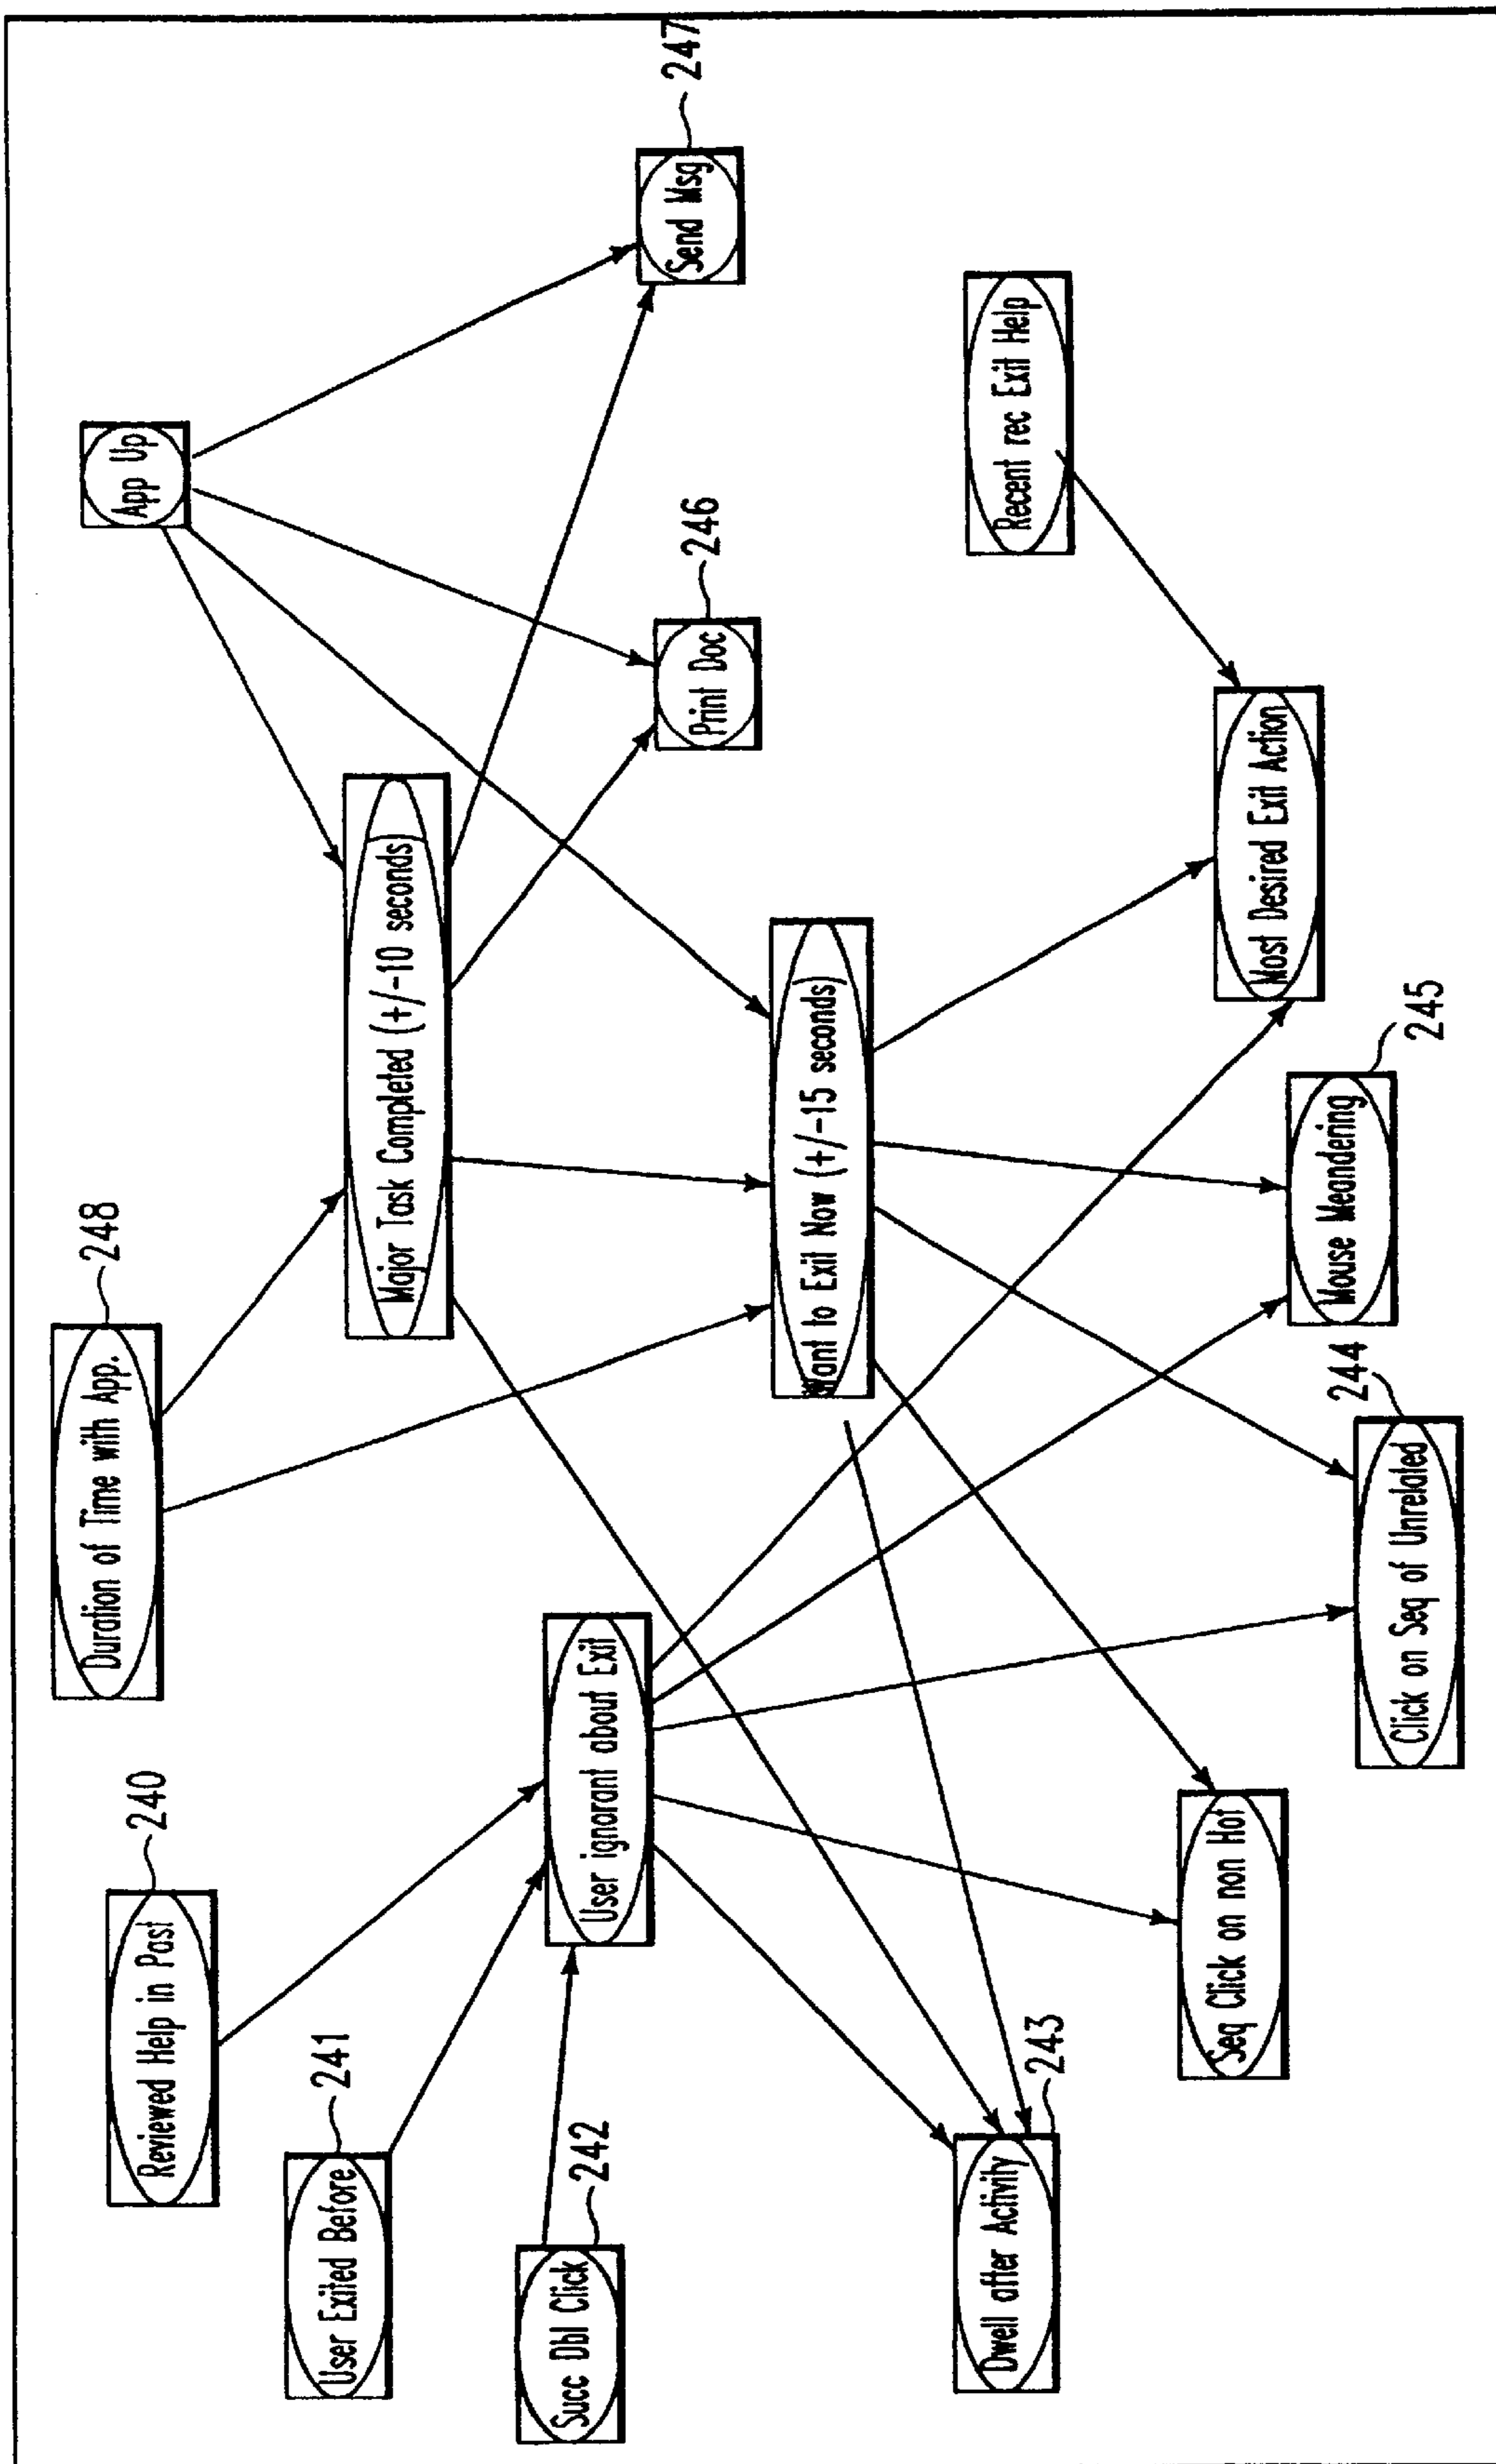 Reviewed Help in Past
240
Duration of Time with App.
248
App Up
User Exited Before
241
Major Task Completed (+/-10 seconds)
Succ Dbl Click
242
User ignorant about Exit
Print Doc
246
Send Msg
247
Want to Exit Now (+/-15 seconds)
Dwell after Activity
243
Recent rec Exit Help
Seq Click on non Hot
Click on Seq of Unrelated
244
Mouse Meandering
245
Most Desired Exit Action